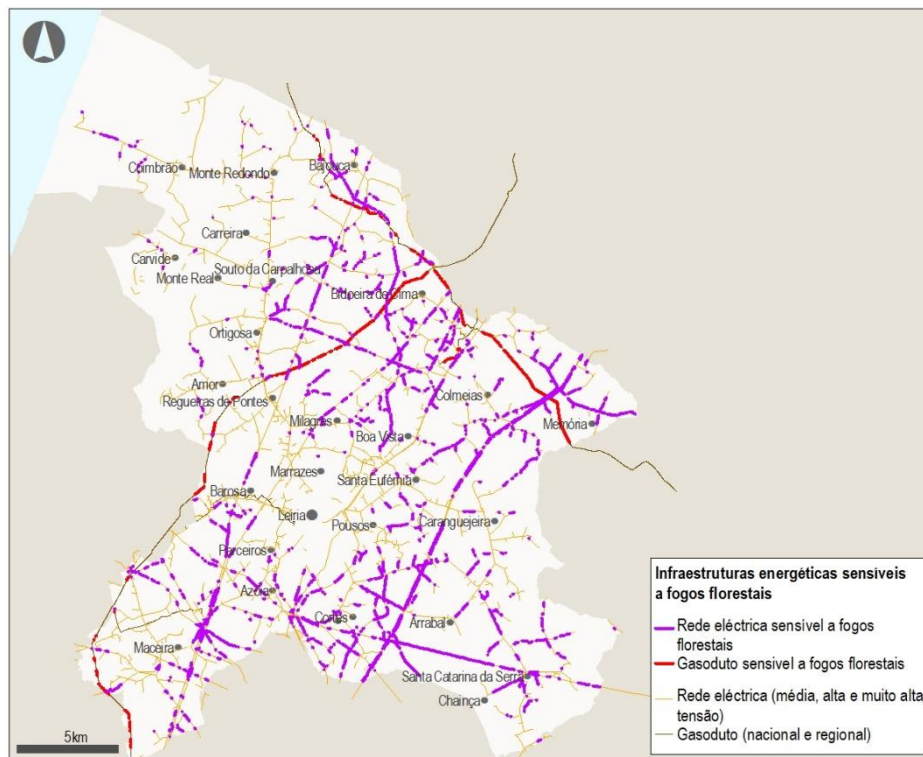 Coimbrão
Monte Redondo
Bajouca
Carreira
Carvide
Monte Real
Souto da Carpalhosa
Bidoeira de Cima
Ortigosa
Amor
Regueiras de Pontes
Colmeias
Milagres
Memória
Boa Vista
Marrazes
Santa Eufémia
Barosa
Leiria
Pousos
Caranguejeira
Parceiros
Azoia
Cortes
Arrabal
Maceira
Santa Catarina da Serra
Chainça
5km
Infraestruturas energéticas sensíveis
a fogos florestais
Rede eléctrica sensível a fogos
florestais
Gasoduto sensível a fogos florestais
Rede eléctrica (média, alta e muito alta
tensão)
Gasoduto (nacional e regional)